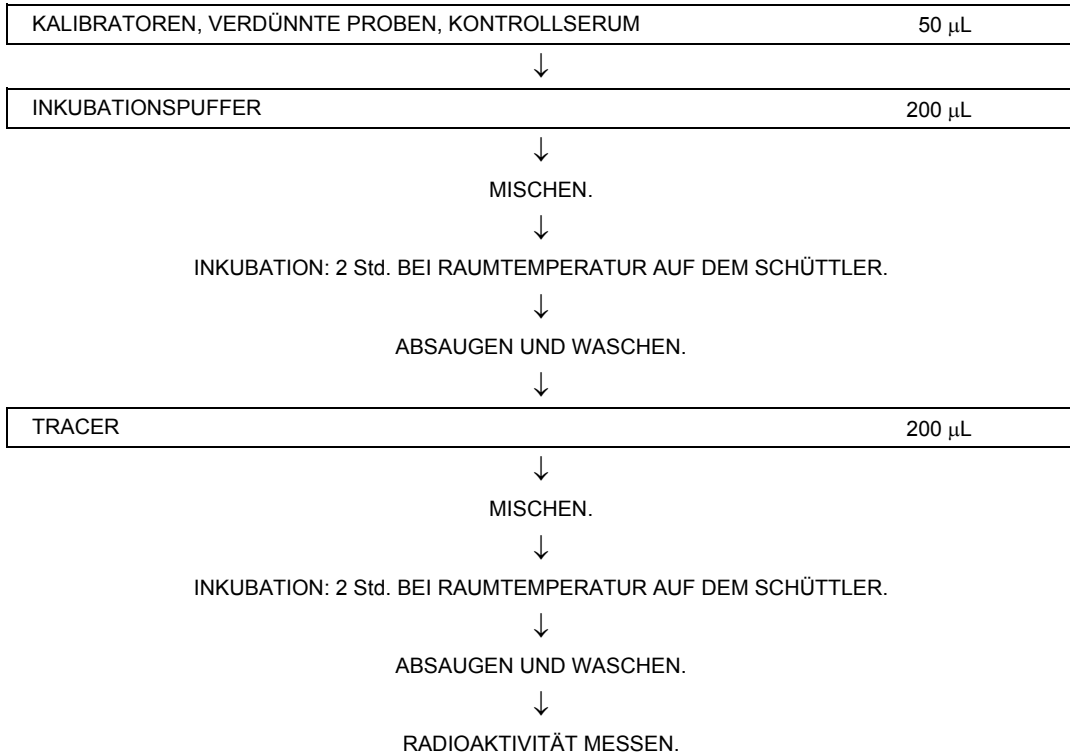 KALIBRATOREN, VERDÜNNTE PROBEN, KONTROLLSERUM 50 µL
↓
INKUBATIONSPUFFER 200 µL
↓
MISCHEN.
↓
INKUBATION: 2 Std. BEI RAUMTEMPERATUR AUF DEM SCHÜTTLER.
↓
ABSAUGEN UND WASCHEN.
↓
TRACER 200 µL
↓
MISCHEN.
↓
INKUBATION: 2 Std. BEI RAUMTEMPERATUR AUF DEM SCHÜTTLER.
↓
ABSAUGEN UND WASCHEN.
↓
RADIOAKTIVITÄT MESSEN.